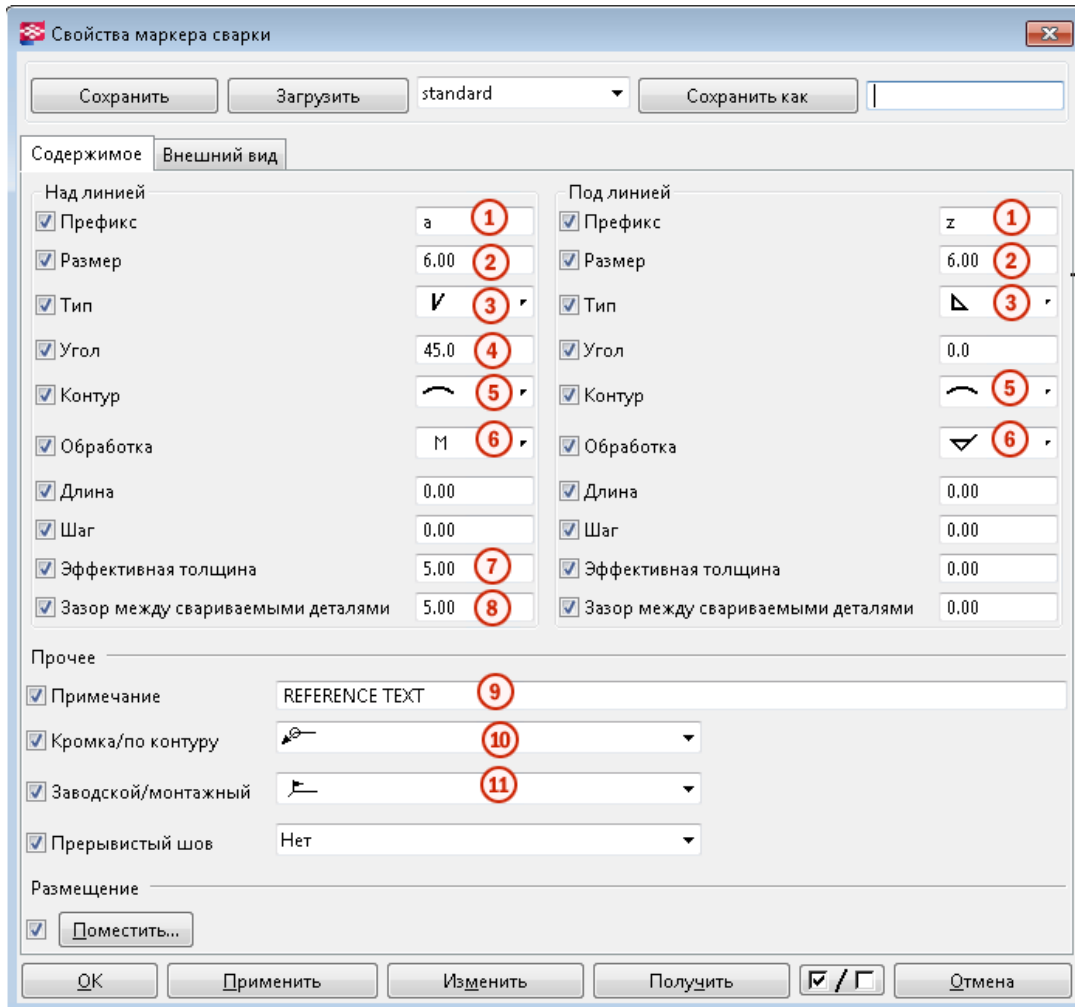 Свойства маркера сварки
Сохранить Загрузить standard Сохранить как
Содержимое Внешний вид
Над линией Под линией
Префикс a 1 Префикс z 1
Размер 6.00 2 Размер 6.00 2
Тип 3 Тип 3
Угол 45.0 4 Угол 0.0
Контур 5 Контур 5
Обработка M 6 Обработка 6
Длина 0.00 Длина 0.00
Шаг 0.00 Шаг 0.00
Эффективная толщина 5.00 7 Эффективная толщина 0.00
Зазор между свариваемыми деталями 5.00 8 Зазор между свариваемыми деталями 0.00
Прочее
Примечание REFERENCE TEXT 9
Кромка/по контуру 10
Заводской/монтажный 11
Прерывистый шов Нет
Размещение
Поместить...
OK Применить Изменить Получить / Отмена